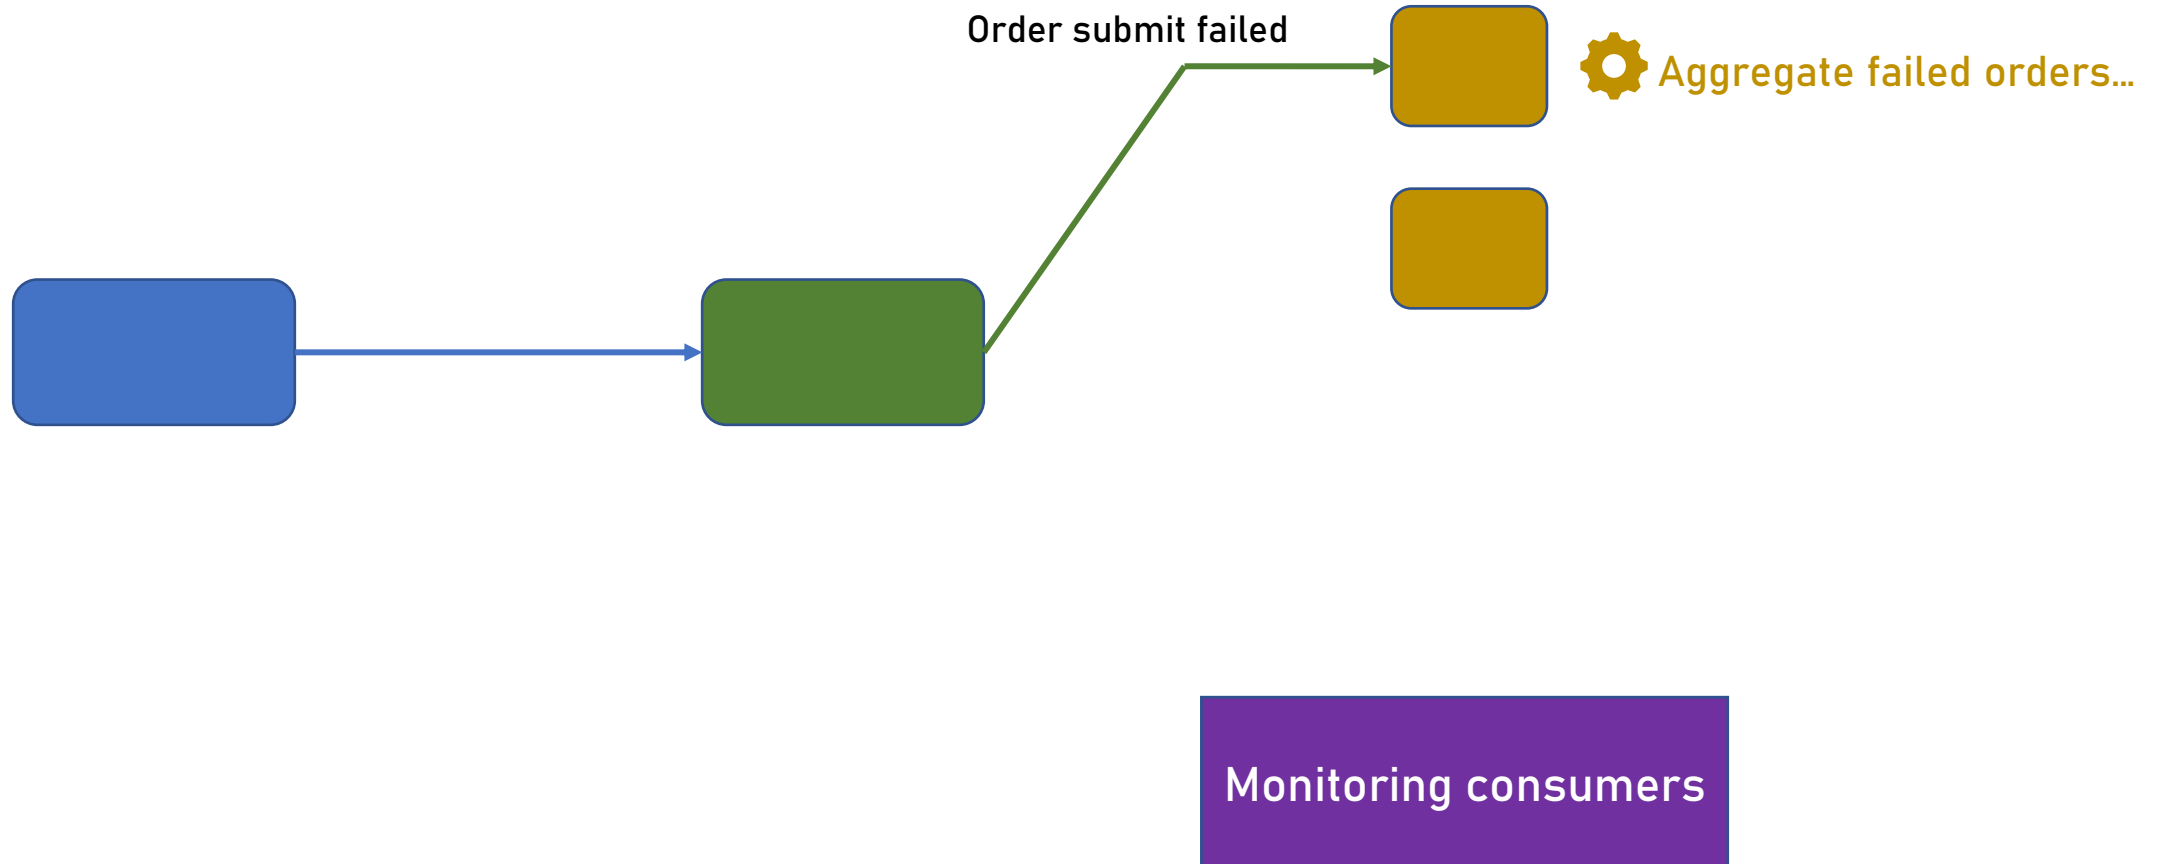 Order submit failed
Aggregate failed orders...
Monitoring consumers